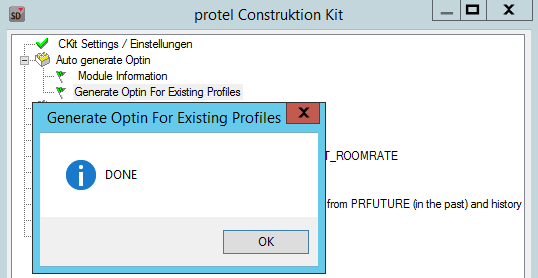 SD
protel Construktion Kit
CKit Settings / Einstellungen
Auto generate Optin
Module Information
Generate Optin For Existing Profiles
Generate Optin For Existing Profiles
T_ROOMRATE
DONE
from PRFUTURE (in the past) and history
OK